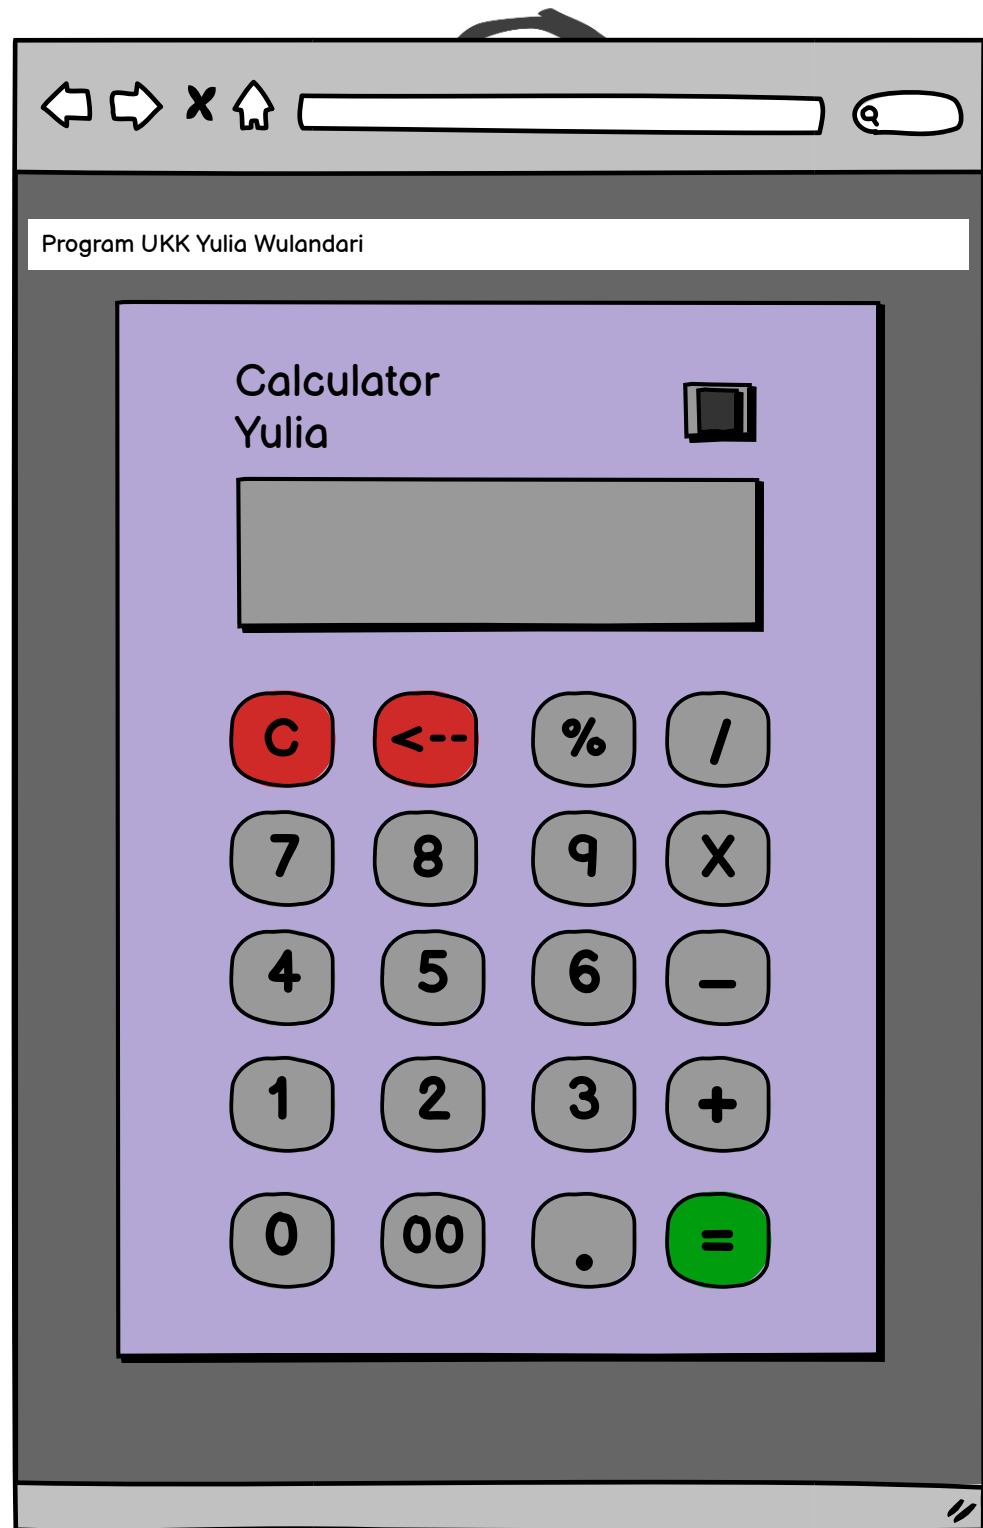 Program UKK Yulia Wulandari
Calculator
Yulia
C <-- % /
7 8 9 X
4 5 6 -
1 2 3 +
0 00 . =